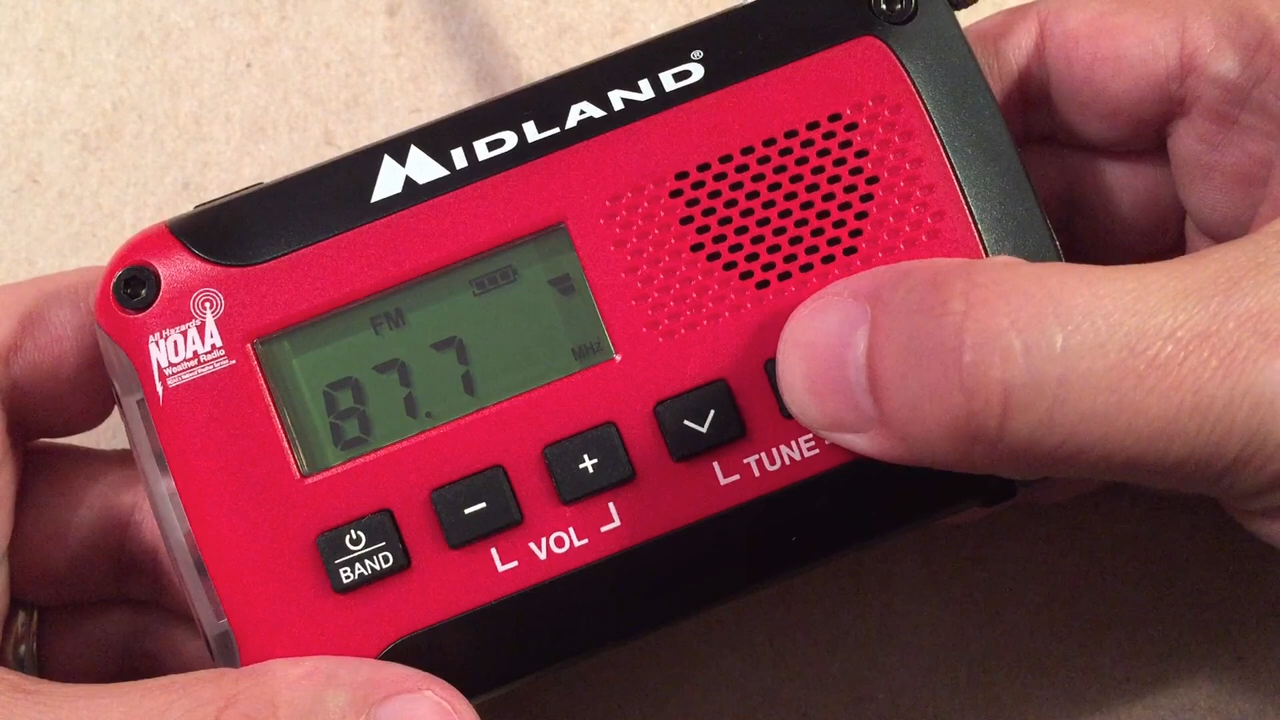 MIDLAND®
All Hazards
NOAA
Weather Radio
FM
87.7
MHz
BAND
-
+
VOL
TUNE